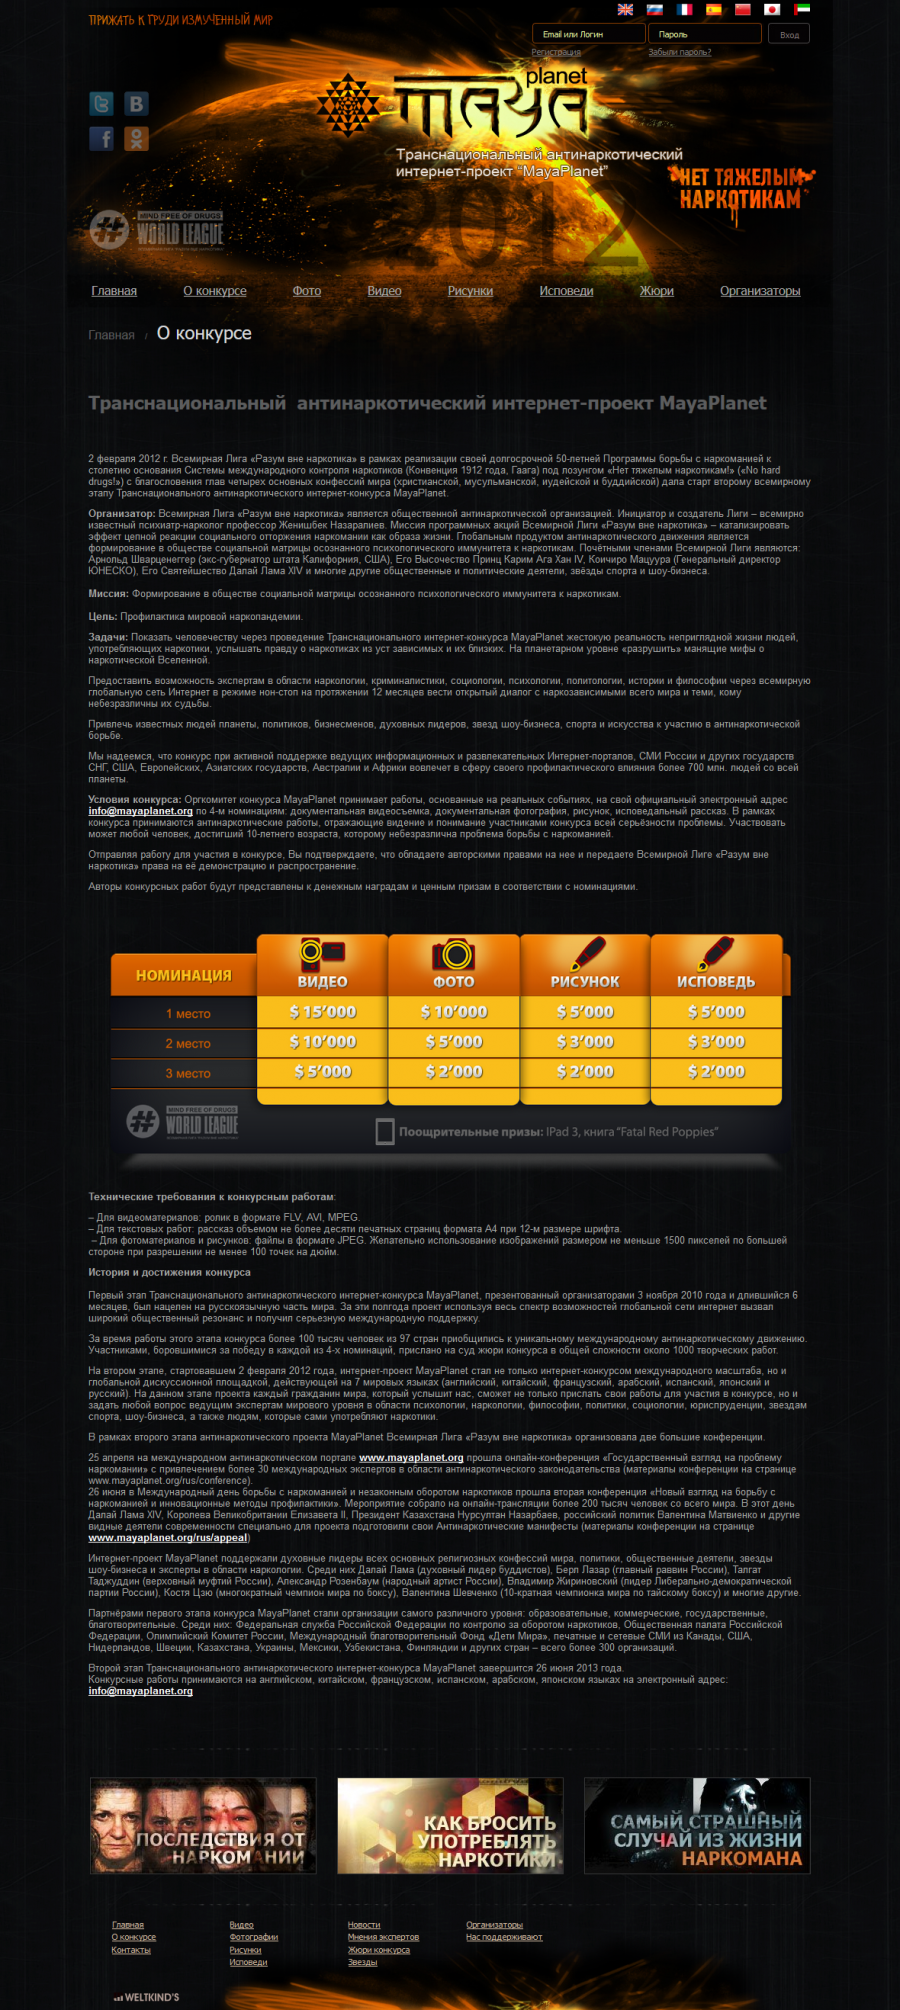 ПРИЖАТЬ К ГРУДИ ИЗМУЧЕННЫЙ МИР
Email или Логин
Пароль
Вход
Регистрация
Забыли пароль?
planet
maya
Транснациональный антинаркотический
интернет-проект "MayaPlanet"
2012
НЕТ ТЯЖЕЛЫМ
НАРКОТИКАМ
MIND FREE OF DRUGS
WORLD LEAGUE
Главная
О конкурсе
Фото
Видео
Рисунки
Исповеди
Жюри
Организаторы
Главная / О конкурсе
Транснациональный антинаркотический интернет-проект MayaPlanet
2 февраля 2012 г. Всемирная Лига «Разум вне наркотика» в рамках реализации своей долгосрочной 50-летней Программы борьбы с наркоманией к
столетию основания Системы международного контроля наркотиков (Конвенция 1912 года, Гаага) под лозунгом «Нет тяжелым наркотикам!» («No hard
drugs!») с благословения глав четырех основных конфессий мира (христианской, мусульманской, иудейской и буддийской) дала старт второму всемирному
этапу Транснационального антинаркотического интернет-конкурса MayaPlanet.
Организатор: Всемирная Лига «Разум вне наркотика» является общественной антинаркотической организацией. Инициатор и создатель Лиги – всемирно
известный психиатр-нарколог профессор Женишбек Назаралиев. Миссия программных акций Всемирной Лиги «Разум вне наркотика» – катализировать
эффект цепной реакции социального отторжения наркомании как образа жизни. Глобальным продуктом антинаркотического движения является
формирование в обществе социальной матрицы осознанного психологического иммунитета к наркотикам. Почётными членами Всемирной Лиги являются:
Арнольд Шварценеггер (экс-губернатор штата Калифорния, США), Его Высочество Принц Карим Ага Хан IV, Коичиро Мацуура (Генеральный директор
ЮНЕСКО), Его Святейшество Далай Лама XIV и многие другие общественные и политические деятели, звёзды спорта и шоу-бизнеса.
Миссия: Формирование в обществе социальной матрицы осознанного психологического иммунитета к наркотикам.
Цель: Профилактика мировой наркопандемии.
Задачи: Показать человечеству через проведение Транснационального интернет-конкурса MayaPlanet жестокую реальность неприглядной жизни людей,
употребляющих наркотики, услышать правду о наркотиках из уст зависимых и их близких. На планетарном уровне «разрушить» манящие мифы о
наркотической Вселенной.
Предоставить возможность экспертам в области наркологии, криминалистики, социологии, психологии, политологии, истории и философии через всемирную
глобальную сеть Интернет в режиме нон-стоп на протяжении 12 месяцев вести открытый диалог с наркозависимыми всего мира и теми, кому
небезразличны их судьбы.
Привлечь известных людей планеты, политиков, бизнесменов, духовных лидеров, звезд шоу-бизнеса, спорта и искусства к участию в антинаркотической
борьбе.
Мы надеемся, что конкурс при активной поддержке ведущих информационных и развлекательных Интернет-порталов, СМИ России и других государств
СНГ, США, Европейских, Азиатских государств, Австралии и Африки вовлечет в сферу своего профилактического влияния более 700 млн. людей со всей
планеты.
Условия конкурса: Оргкомитет конкурса MayaPlanet принимает работы, основанные на реальных событиях, на свой официальный электронный адрес
info@mayaplanet.org по 4-м номинациям: документальная видеосъемка, документальная фотография, рисунок, исповедальный рассказ. В рамках
конкурса принимаются антинаркотические работы, отражающие видение и понимание участниками конкурса всей серьёзности проблемы. Участвовать
может любой человек, достигший 10-летнего возраста, которому небезразлична проблема борьбы с наркоманией.
Отправляя работу для участия в конкурсе, Вы подтверждаете, что обладаете авторскими правами на нее и передаете Всемирной Лиге «Разум вне
наркотика» права на её демонстрацию и распространение.
Авторы конкурсных работ будут представлены к денежным наградам и ценным призам в соответствии с номинациями.
НОМИНАЦИЯ ВИДЕО ФОТО РИСУНОК ИСПОВЕДЬ
1 место $ 15'000 $ 10'000 $ 5'000 $ 5'000
2 место $ 10'000 $ 5'000 $ 3'000 $ 3'000
3 место $ 5'000 $ 2'000 $ 2'000 $ 2'000
MIND FREE OF DRUGS
WORLD LEAGUE
Поощрительные призы: IPad 3, книга "Fatal Red Poppies"
Технические требования к конкурсным работам:
– Для видеоматериалов: ролик в формате FLV, AVI, MPEG.
– Для текстовых работ: рассказ объемом не более десяти печатных страниц формата А4 при 12-м размере шрифта.
– Для фотоматериалов и рисунков: файлы в формате JPEG. Желательно использование изображений размером не меньше 1500 пикселей по большей
стороне при разрешении не менее 100 точек на дюйм.
История и достижения конкурса
Первый этап Транснационального антинаркотического интернет-конкурса MayaPlanet, презентованный организаторами 3 ноября 2010 года и длившийся 6
месяцев, был нацелен на русскоязычную часть мира. За эти полгода проект используя весь спектр возможностей глобальной сети интернет вызвал
широкий общественный резонанс и получил серьезную международную поддержку.
За время работы этого этапа конкурса более 100 тысяч человек из 97 стран приобщились к уникальному международному антинаркотическому движению.
Участниками, боровшимися за победу в каждой из 4-х номинаций, прислано на суд жюри конкурса в общей сложности около 1000 творческих работ.
На втором этапе, стартовавшем 2 февраля 2012 года, интернет-проект MayaPlanet стал не только интернет-конкурсом международного масштаба, но и
глобальной дискуссионной площадкой, действующей на 7 мировых языках (английский, китайский, французский, арабский, испанский, японский и
русский). На данном этапе проекта каждый гражданин мира, который услышит нас, сможет не только прислать свои работы для участия в конкурсе, но и
задать любой вопрос ведущим экспертам мирового уровня в области психологии, наркологии, философии, политики, социологии, юриспруденции, звездам
спорта, шоу-бизнеса, а также людям, которые сами употребляют наркотики.
В рамках второго этапа антинаркотического проекта MayaPlanet Всемирная Лига «Разум вне наркотика» организовала две большие конференции.
25 апреля на международном антинаркотическом портале www.mayaplanet.org прошла онлайн-конференция «Государственный взгляд на проблему
наркомании» с привлечением более 30 международных экспертов в области антинаркотического законодательства (материалы конференции на странице
www.mayaplanet.org/rus/conference).
26 июня в Международный день борьбы с наркоманией и незаконным оборотом наркотиков прошла вторая конференция «Новый взгляд на борьбу с
наркоманией и инновационные методы профилактики». Мероприятие собрало на онлайн-трансляции более 200 тысяч человек со всего мира. В этот день
Далай Лама XIV, Королева Великобритании Елизавета II, Президент Казахстана Нурсултан Назарбаев, российский политик Валентина Матвиенко и другие
видные деятели современности специально для проекта подготовили свои Антинаркотические манифесты (материалы конференции на странице
www.mayaplanet.org/rus/appeal)
Интернет-проект MayaPlanet поддержали духовные лидеры всех основных религиозных конфессий мира, политики, общественные деятели, звезды
шоу-бизнеса и эксперты в области наркологии. Среди них Далай Лама (духовный лидер буддистов), Берл Лазар (главный раввин России), Талгат
Таджуддин (верховный муфтий России), Александр Розенбаум (народный артист России), Владимир Жириновский (лидер Либерально-демократической
партии России), Костя Цзю (многократный чемпион мира по боксу), Валентина Шевченко (10-кратная чемпионка мира по тайскому боксу) и многие другие.
Партнёрами первого этапа конкурса MayaPlanet стали организации самого различного уровня: образовательные, коммерческие, государственные,
благотворительные. Среди них: Федеральная служба Российской Федерации по контролю за оборотом наркотиков, Общественная палата Российской
Федерации, Олимпийский Комитет России, Международный благотворительный Фонд «Дети Мира», печатные и сетевые СМИ из Канады, США,
Нидерландов, Швеции, Казахстана, Украины, Мексики, Узбекистана, Финляндии и других стран – всего более 300 организаций.
Второй этап Транснационального антинаркотического интернет-конкурса MayaPlanet завершится 26 июня 2013 года.
Конкурсные работы принимаются на английском, китайском, французском, испанском, арабском, японском языках на электронный адрес:
info@mayaplanet.org
ПОСЛЕДСТВИЯ ОТ
НАРКОМАНИИ
КАК БРОСИТЬ
УПОТРЕБЛЯТЬ
НАРКОТИКИ
САМЫЙ СТРАШНЫЙ
СЛУЧАЙ ИЗ ЖИЗНИ
НАРКОМАНА
Главная
О конкурсе
Контакты
Видео
Фотографии
Рисунки
Исповеди
Новости
Мнения экспертов
Жюри конкурса
Звезды
Организаторы
Нас поддерживают
WELTKIND'S